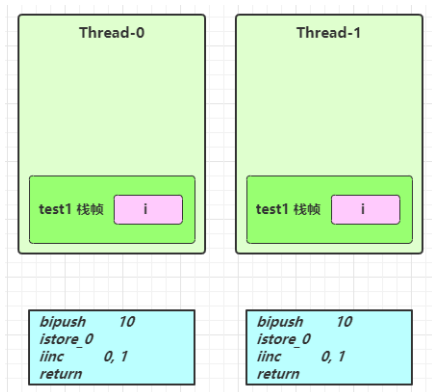 Thread-0
test1 栈帧 i
bipush 10
istore_0
iinc 0, 1
return
Thread-1
test1 栈帧 i
bipush 10
istore_0
iinc 0, 1
return